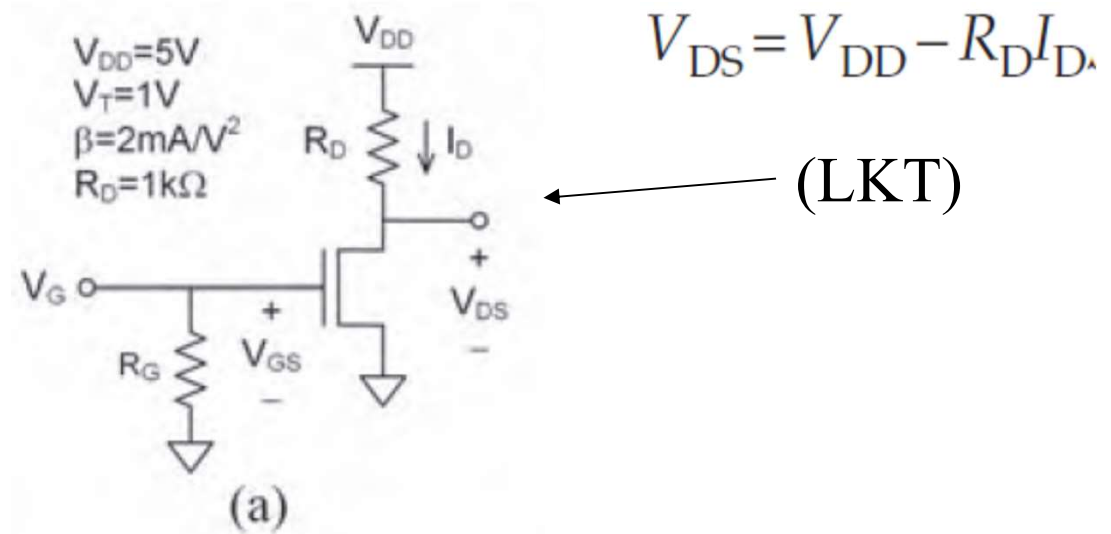 V_DD=5V
V_T=1V
β=2mA/V²
R_D=1kΩ
V_DD
R_D
I_D
V_DS = V_DD − R_D I_D.
(LKT)
V_G
+
V_GS
−
+
V_DS
−
R_G
(a)